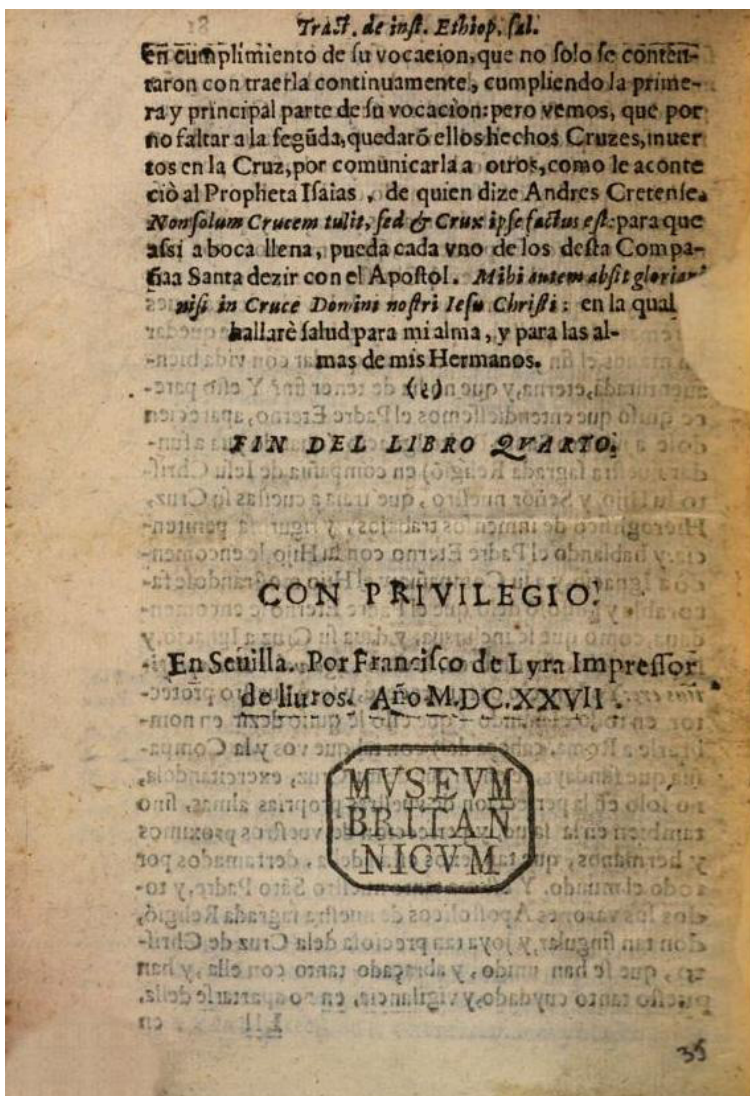 Tract. de inst. Ethiop. sal.
En cumplimiento de ſu vocacion, que no ſolo ſe conten-
taron con traerla continuamente, cumpliendo la prime-
ra y principal parte de ſu vocacion: pero vemos, que por
no faltar a la ſegũda, quedarõ ellos hechos Cruzes, muer
tos en la Cruz, por comunicarla a otros, como le aconte
ciò al Propheta Iſaias, de quien dize Andres Cretenſe.
Non ſolum Crucem tulit, ſed & Crux ipſe factus eſt: para que
aſsi a boca llena, pueda cada vno de los deſta Compa-
ñia Santa dezir con el Apoſtol. Mihi autem abſit gloriari
niſi in Cruce Domini noſtri Ieſu Chriſti: en la qual
hallarè ſalud para mi alma, y para las al-
mas de mis Hermanos.
FIN DEL LIBRO QVARTO.
CON PRIVILEGIO.
En Seuilla. Por Franciſco de Lyra Impreſſor
de liuros. Año M.DC.XXVII.
MVSEVM
BRITAN
NICVM
35